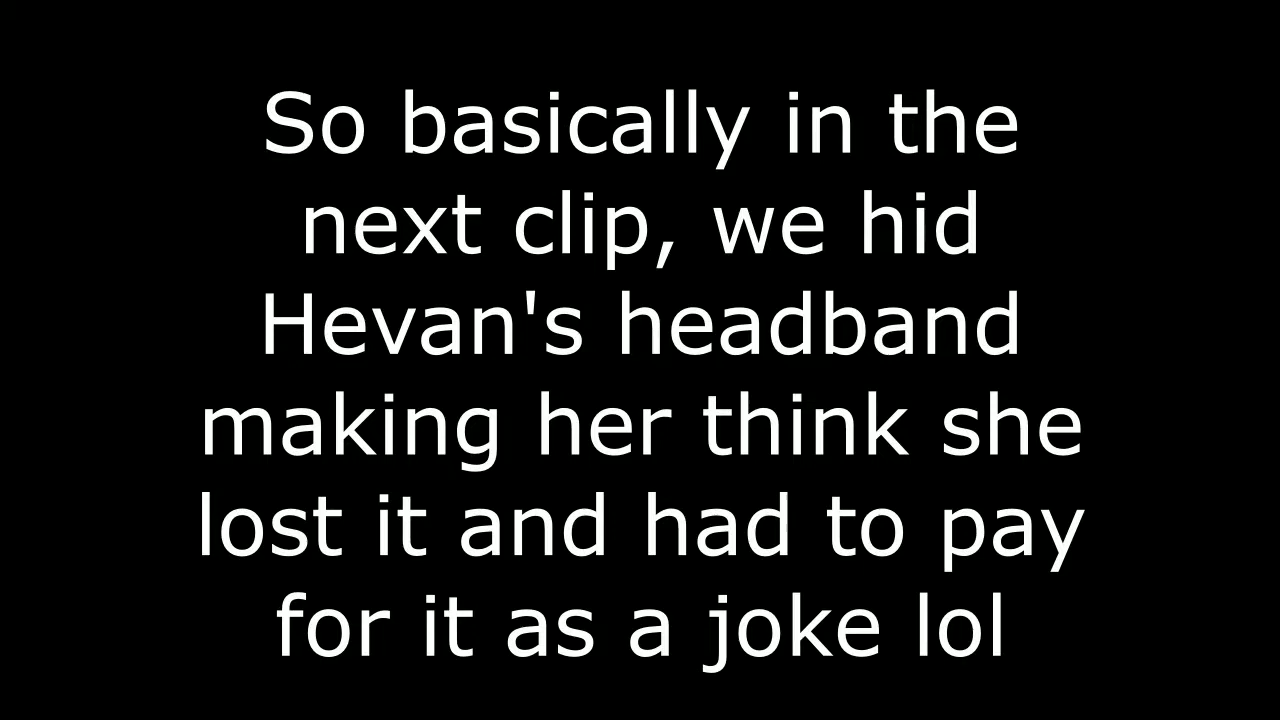 So basically in the
next clip, we hid
Hevan's headband
making her think she
lost it and had to pay
for it as a joke lol